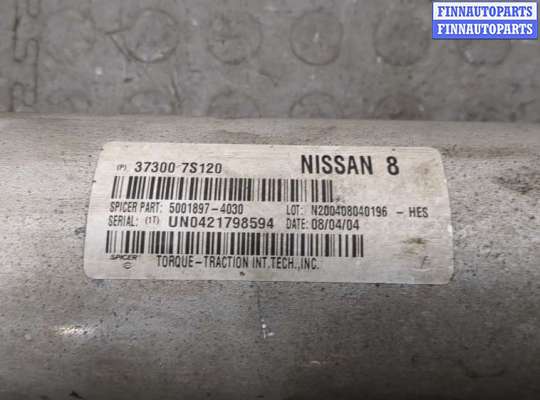 FINNAUTOPARTS
FINNAUTOPARTS
(P) 37300 7S120 NISSAN 8
SPICER PART: 5001897-4030 LOT: N200408040196 -HES
SERIAL: (1T) UN0421798594 DATE: 08/04/04
SPICER TORQUE-TRACTION INT.TECH.,INC.